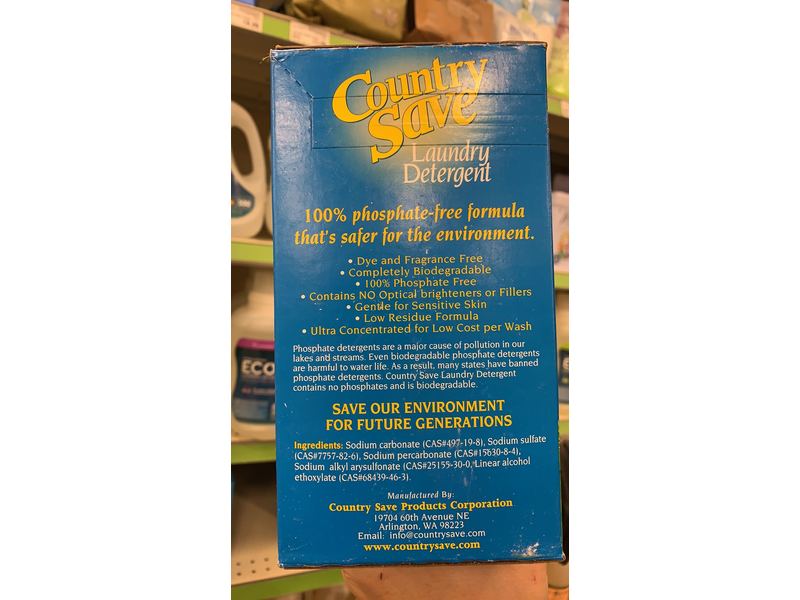 Country
Save
Laundry
Detergent
100% phosphate-free formula
that's safer for the environment.
• Dye and Fragrance Free
• Completely Biodegradable
• 100% Phosphate Free
• Contains NO Optical brighteners or Fillers
• Gentle for Sensitive Skin
• Low Residue Formula
• Ultra Concentrated for Low Cost per Wash
Phosphate detergents are a major cause of pollution in our
lakes and streams. Even biodegradable phosphate detergents
are harmful to water life. As a result, many states have banned
phosphate detergents. Country Save Laundry Detergent
contains no phosphates and is biodegradable.
SAVE OUR ENVIRONMENT
FOR FUTURE GENERATIONS
Ingredients: Sodium carbonate (CAS#497-19-8), Sodium sulfate
(CAS#7757-82-6), Sodium percarbonate (CAS#15630-8-4),
Sodium alkyl arysulfonate (CAS#25155-30-0, Linear alcohol
ethoxylate (CAS#68439-46-3).
Manufactured By:
Country Save Products Corporation
19704 60th Avenue NE
Arlington, WA 98223
Email: info@countrysave.com
www.countrysave.com
ECO